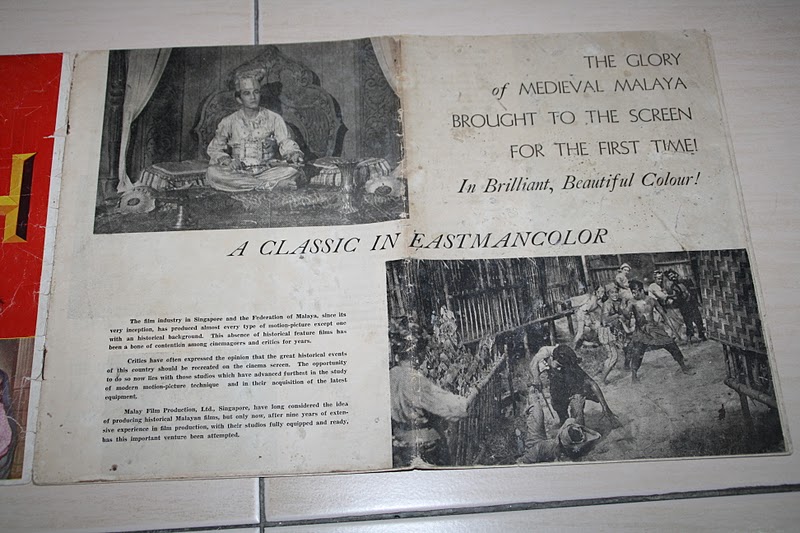 H
THE GLORY
of MEDIEVAL MALAYA
BROUGHT TO THE SCREEN
FOR THE FIRST TIME!
In Brilliant, Beautiful Colour!
A CLASSIC IN EASTMANCOLOR
The film industry in Singapore and the Federation of Malaya, since its
very inception, has produced almost every type of motion-picture except one
with an historical background. This absence of historical feature films has
been a bone of contention among cinemagoers and critics for years.
Critics have often expressed the opinion that the great historical events
of this country should be recreated on the cinema screen. The opportunity
to do so now lies with those studios which have advanced furthest in the study
of modern motion-picture technique and in their acquisition of the latest
equipment.
Malay Film Production, Ltd., Singapore, have long considered the idea
of producing historical Malayan films, but only now, after nine years of exten-
sive experience in film production, with their studios fully equipped and ready,
has this important venture been attempted.